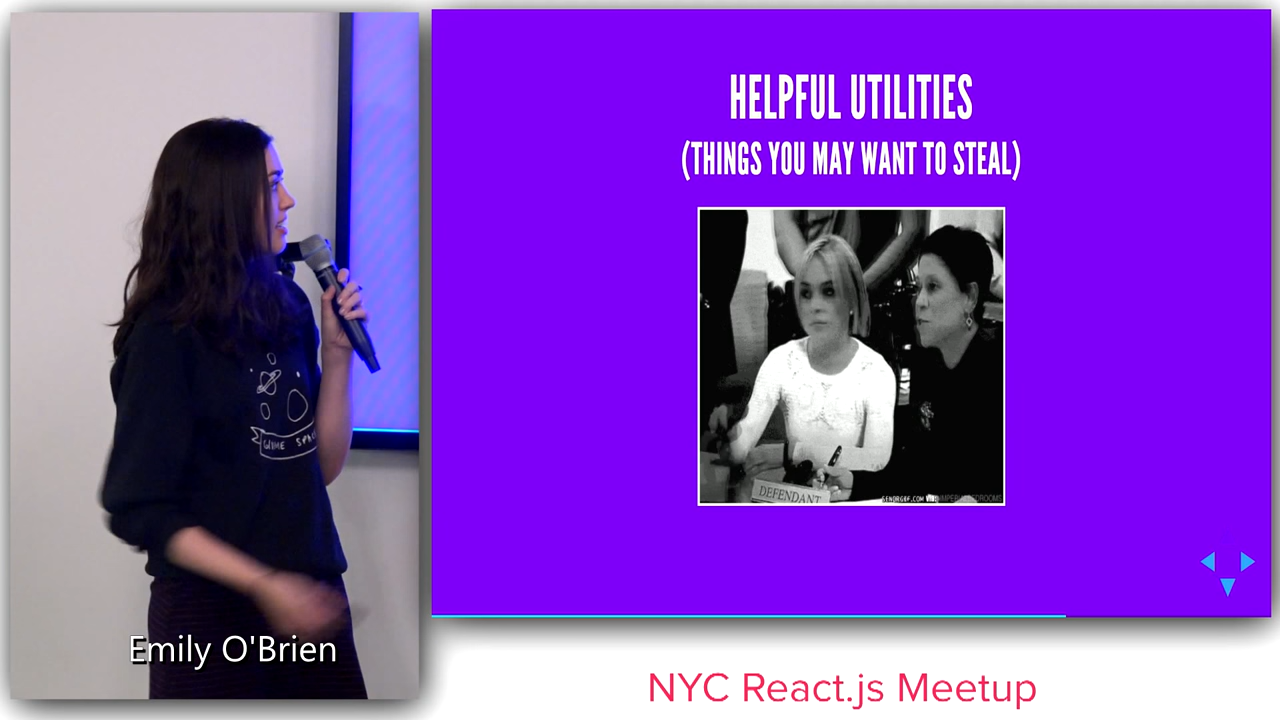 HELPFUL UTILITIES
(THINGS YOU MAY WANT TO STEAL)
DEFENDANT
Emily O'Brien
NYC React.js Meetup